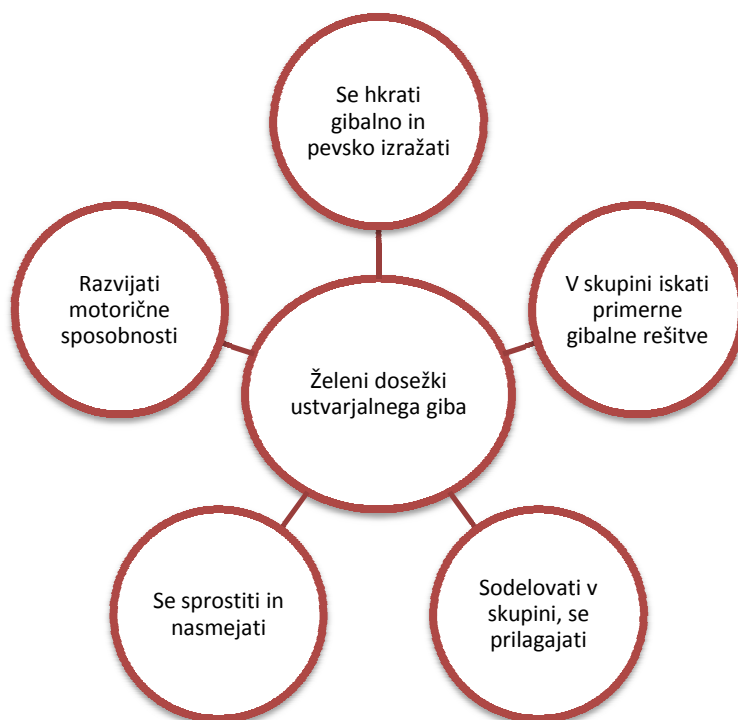 Se hkrati
gibalno in
pevsko izražati
Razvijati
motorične
sposobnosti
V skupini iskati
primerne
gibalne rešitve
Želeni dosežki
ustvarjalnega giba
Se sprostiti in
nasmejati
Sodelovati v
skupini, se
prilagajati